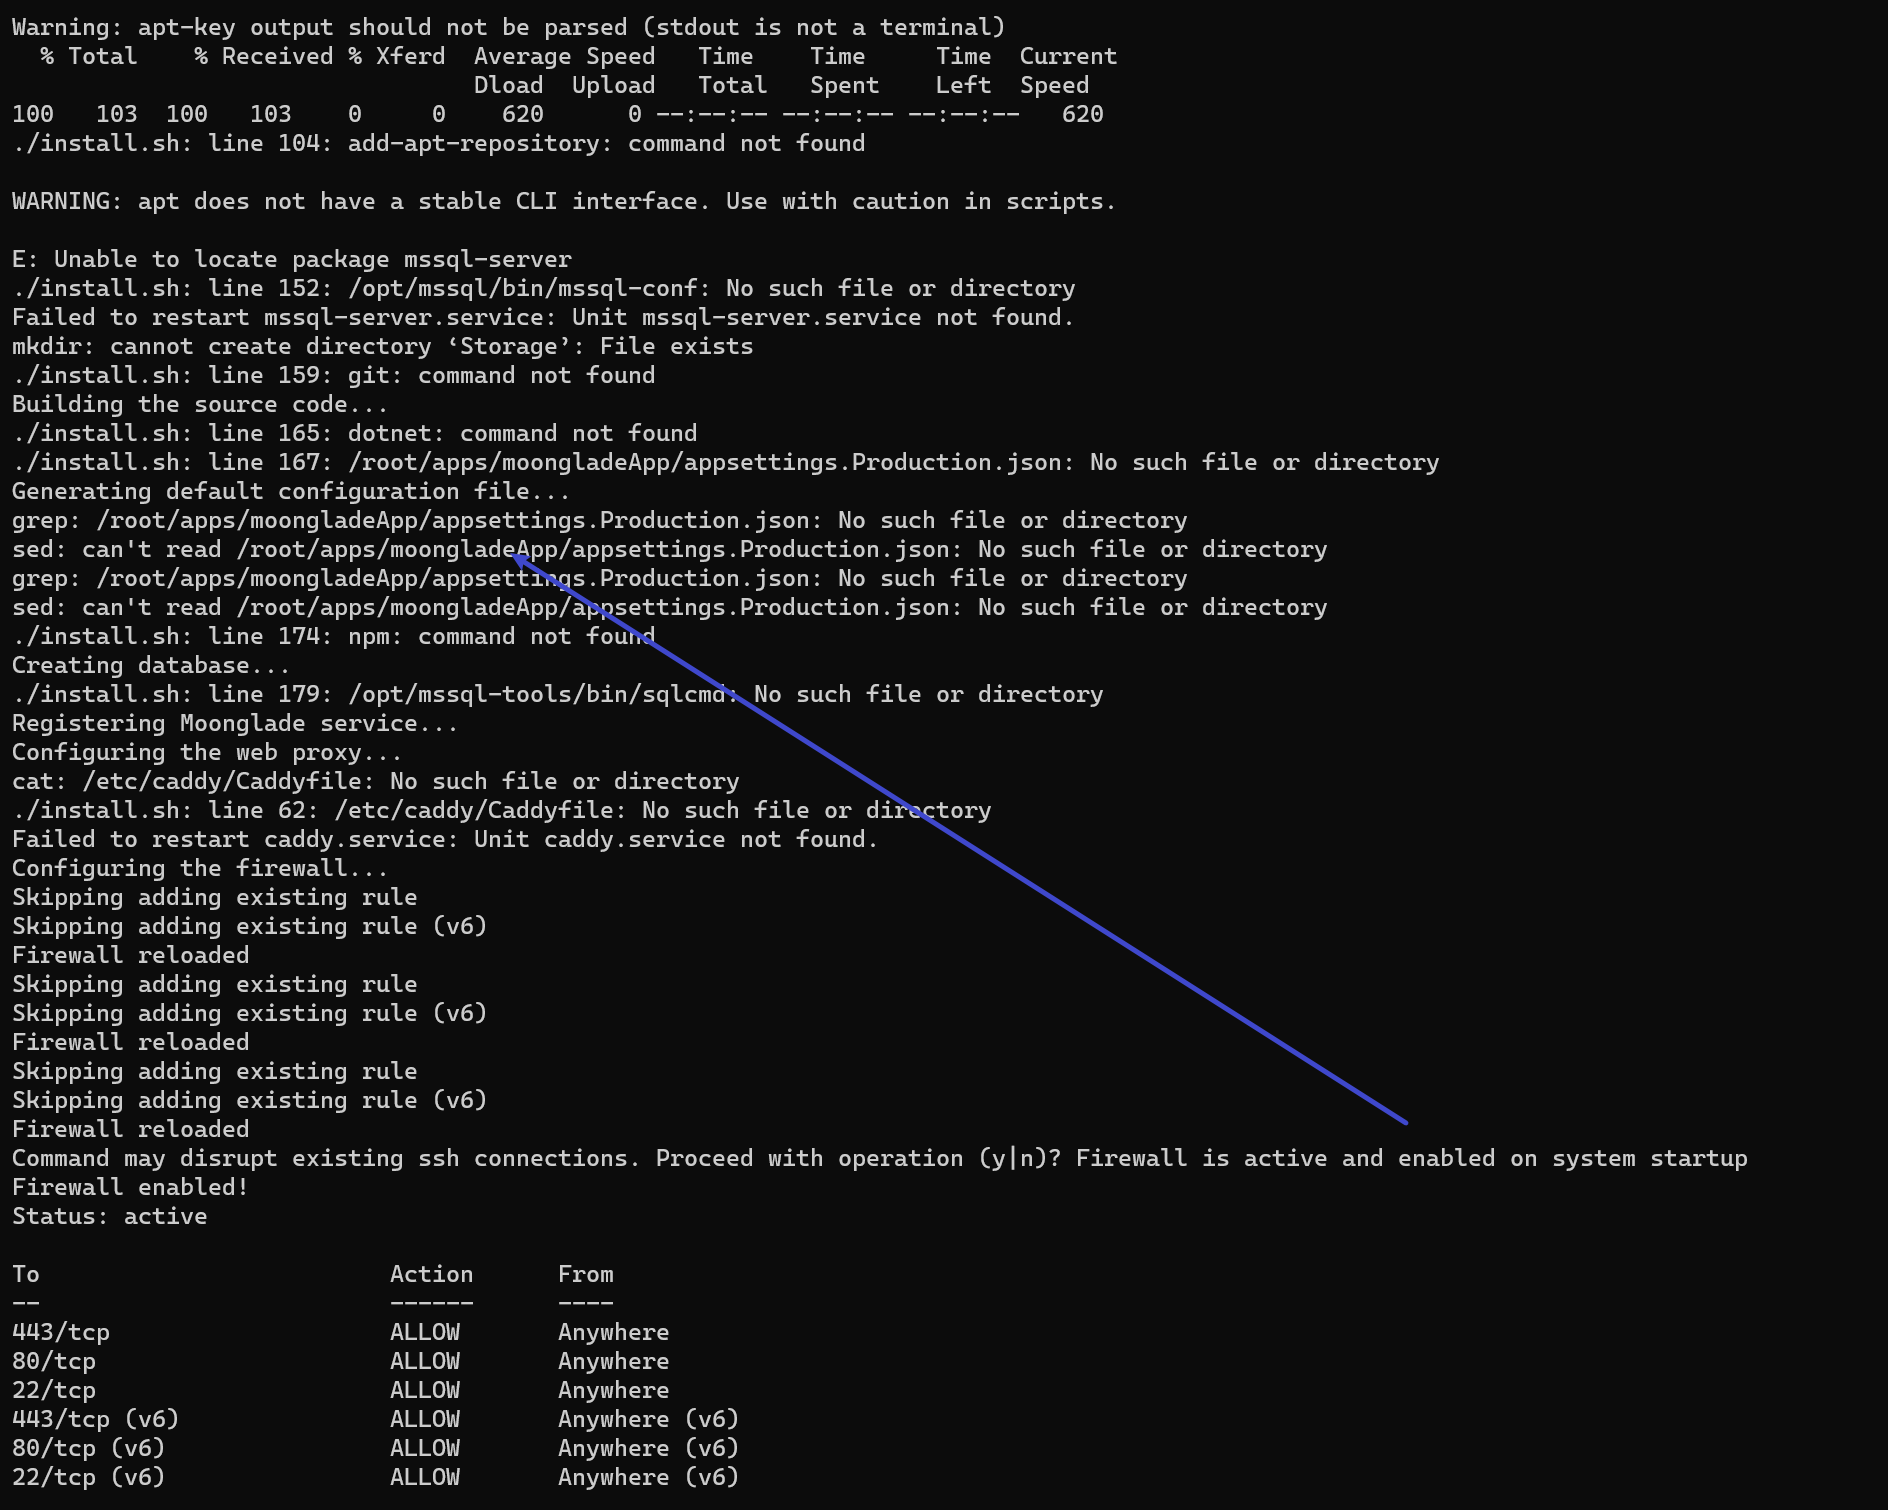 Warning: apt-key output should not be parsed (stdout is not a terminal)
  % Total    % Received % Xferd  Average Speed   Time    Time     Time  Current
                                 Dload  Upload   Total   Spent    Left  Speed
100   103  100   103    0     0    620      0 --:--:-- --:--:-- --:--:--   620
./install.sh: line 104: add-apt-repository: command not found

WARNING: apt does not have a stable CLI interface. Use with caution in scripts.

E: Unable to locate package mssql-server
./install.sh: line 152: /opt/mssql/bin/mssql-conf: No such file or directory
Failed to restart mssql-server.service: Unit mssql-server.service not found.
mkdir: cannot create directory ‘Storage’: File exists
./install.sh: line 159: git: command not found
Building the source code...
./install.sh: line 165: dotnet: command not found
./install.sh: line 167: /root/apps/moongladeApp/appsettings.Production.json: No such file or directory
Generating default configuration file...
grep: /root/apps/moongladeApp/appsettings.Production.json: No such file or directory
sed: can't read /root/apps/moongladeApp/appsettings.Production.json: No such file or directory
grep: /root/apps/moongladeApp/appsettings.Production.json: No such file or directory
sed: can't read /root/apps/moongladeApp/appsettings.Production.json: No such file or directory
./install.sh: line 174: npm: command not found
Creating database...
./install.sh: line 179: /opt/mssql-tools/bin/sqlcmd: No such file or directory
Registering Moonglade service...
Configuring the web proxy...
cat: /etc/caddy/Caddyfile: No such file or directory
./install.sh: line 62: /etc/caddy/Caddyfile: No such file or directory
Failed to restart caddy.service: Unit caddy.service not found.
Configuring the firewall...
Skipping adding existing rule
Skipping adding existing rule (v6)
Firewall reloaded
Skipping adding existing rule
Skipping adding existing rule (v6)
Firewall reloaded
Skipping adding existing rule
Skipping adding existing rule (v6)
Firewall reloaded
Command may disrupt existing ssh connections. Proceed with operation (y|n)? Firewall is active and enabled on system startup
Firewall enabled!
Status: active

To                         Action      From
--                         ------      ----
443/tcp                    ALLOW       Anywhere
80/tcp                     ALLOW       Anywhere
22/tcp                     ALLOW       Anywhere
443/tcp (v6)               ALLOW       Anywhere (v6)
80/tcp (v6)                ALLOW       Anywhere (v6)
22/tcp (v6)                ALLOW       Anywhere (v6)